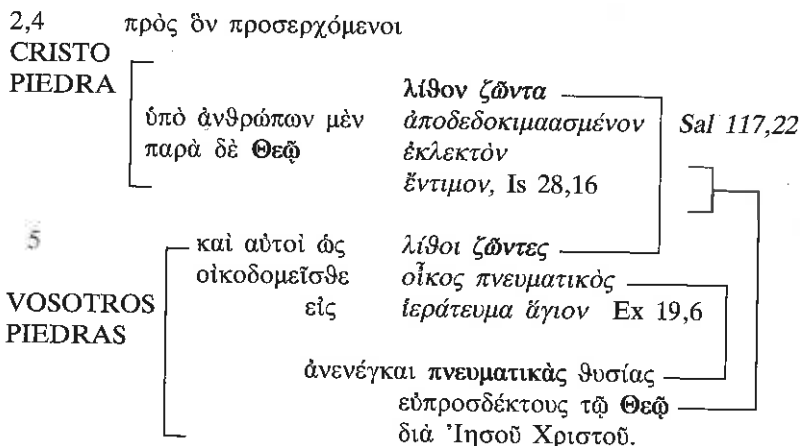 2,4 πρὸς ὃν προσερχόμενοι
CRISTO
PIEDRA λίθον ζῶντα
ὑπὸ ἀνθρώπων μὲν ἀποδεδοκιμαασμένον Sal 117,22
παρὰ δὲ Θεῷ ἐκλεκτὸν
ἔντιμον, Is 28,16
5 καὶ αὐτοὶ ὡς λίθοι ζῶντες
οἰκοδομεῖσθε οἶκος πνευματικὸς
VOSOTROS εἰς ἱεράτευμα ἅγιον Ex 19,6
PIEDRAS
ἀνενέγκαι πνευματικὰς θυσίας
εὐπροσδέκτους τῷ Θεῷ
διὰ Ἰησοῦ Χριστοῦ.